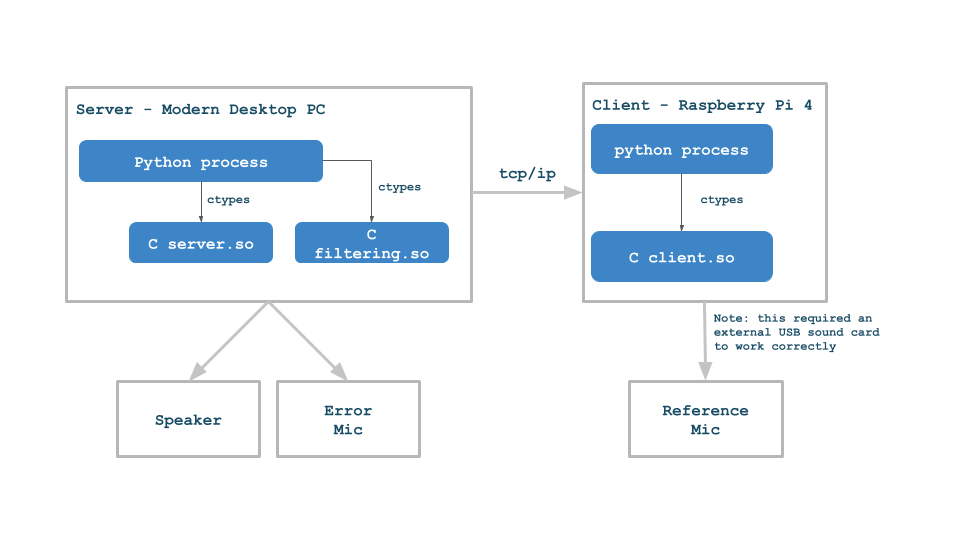 Server - Modern Desktop PC
Python process
ctypes
ctypes
C server.so
C
filtering.so
tcp/ip
Client - Raspberry Pi 4
python process
ctypes
C client.so
Note: this required an
external USB sound card
to work correctly
Speaker
Error
Mic
Reference
Mic